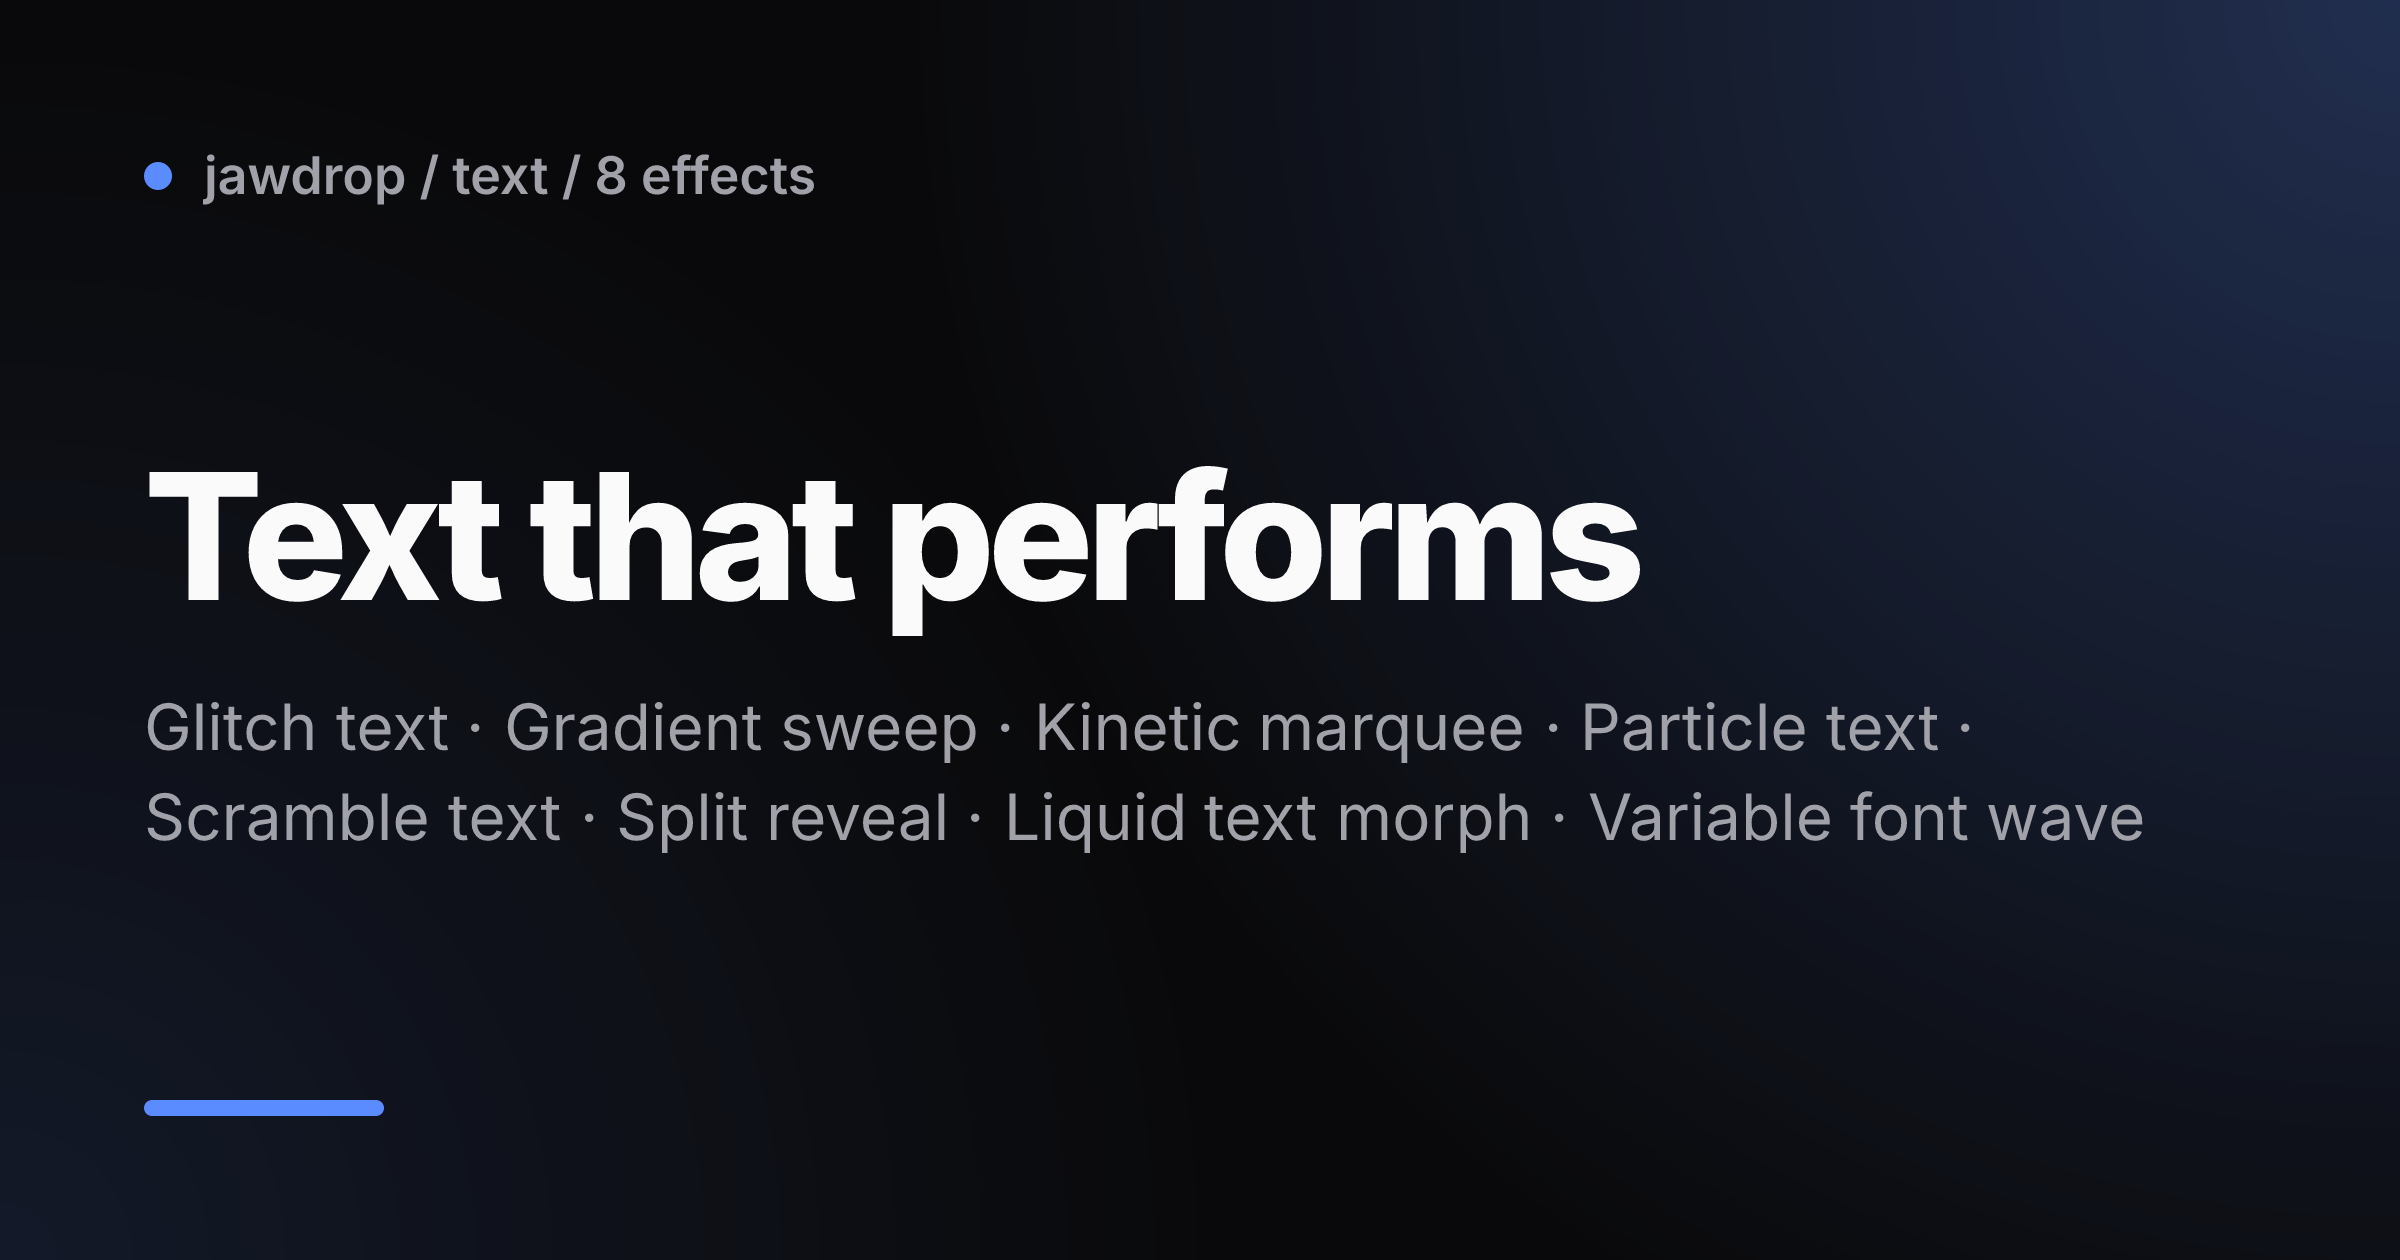 jawdrop / text / 8 effects
Text that performs
Glitch text · Gradient sweep · Kinetic marquee · Particle text ·
Scramble text · Split reveal · Liquid text morph · Variable font wave